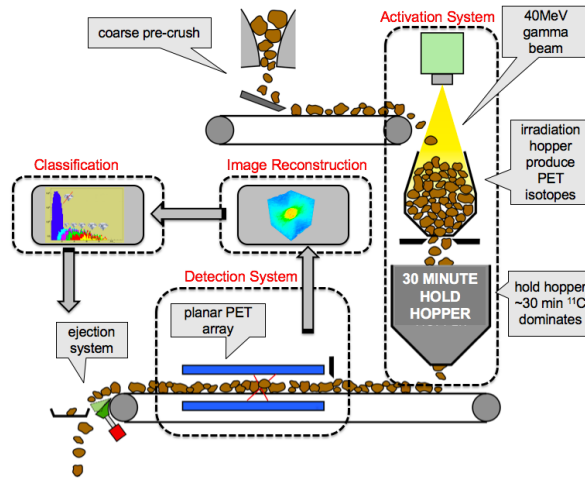 coarse pre-crush
Activation System
40MeV
gamma
beam
irradiation
hopper
produce
PET
isotopes
Classification
Image Reconstruction
30 MINUTE
HOLD
HOPPER
hold hopper
~30 min ¹¹C
dominates
Detection System
planar PET
array
ejection
system